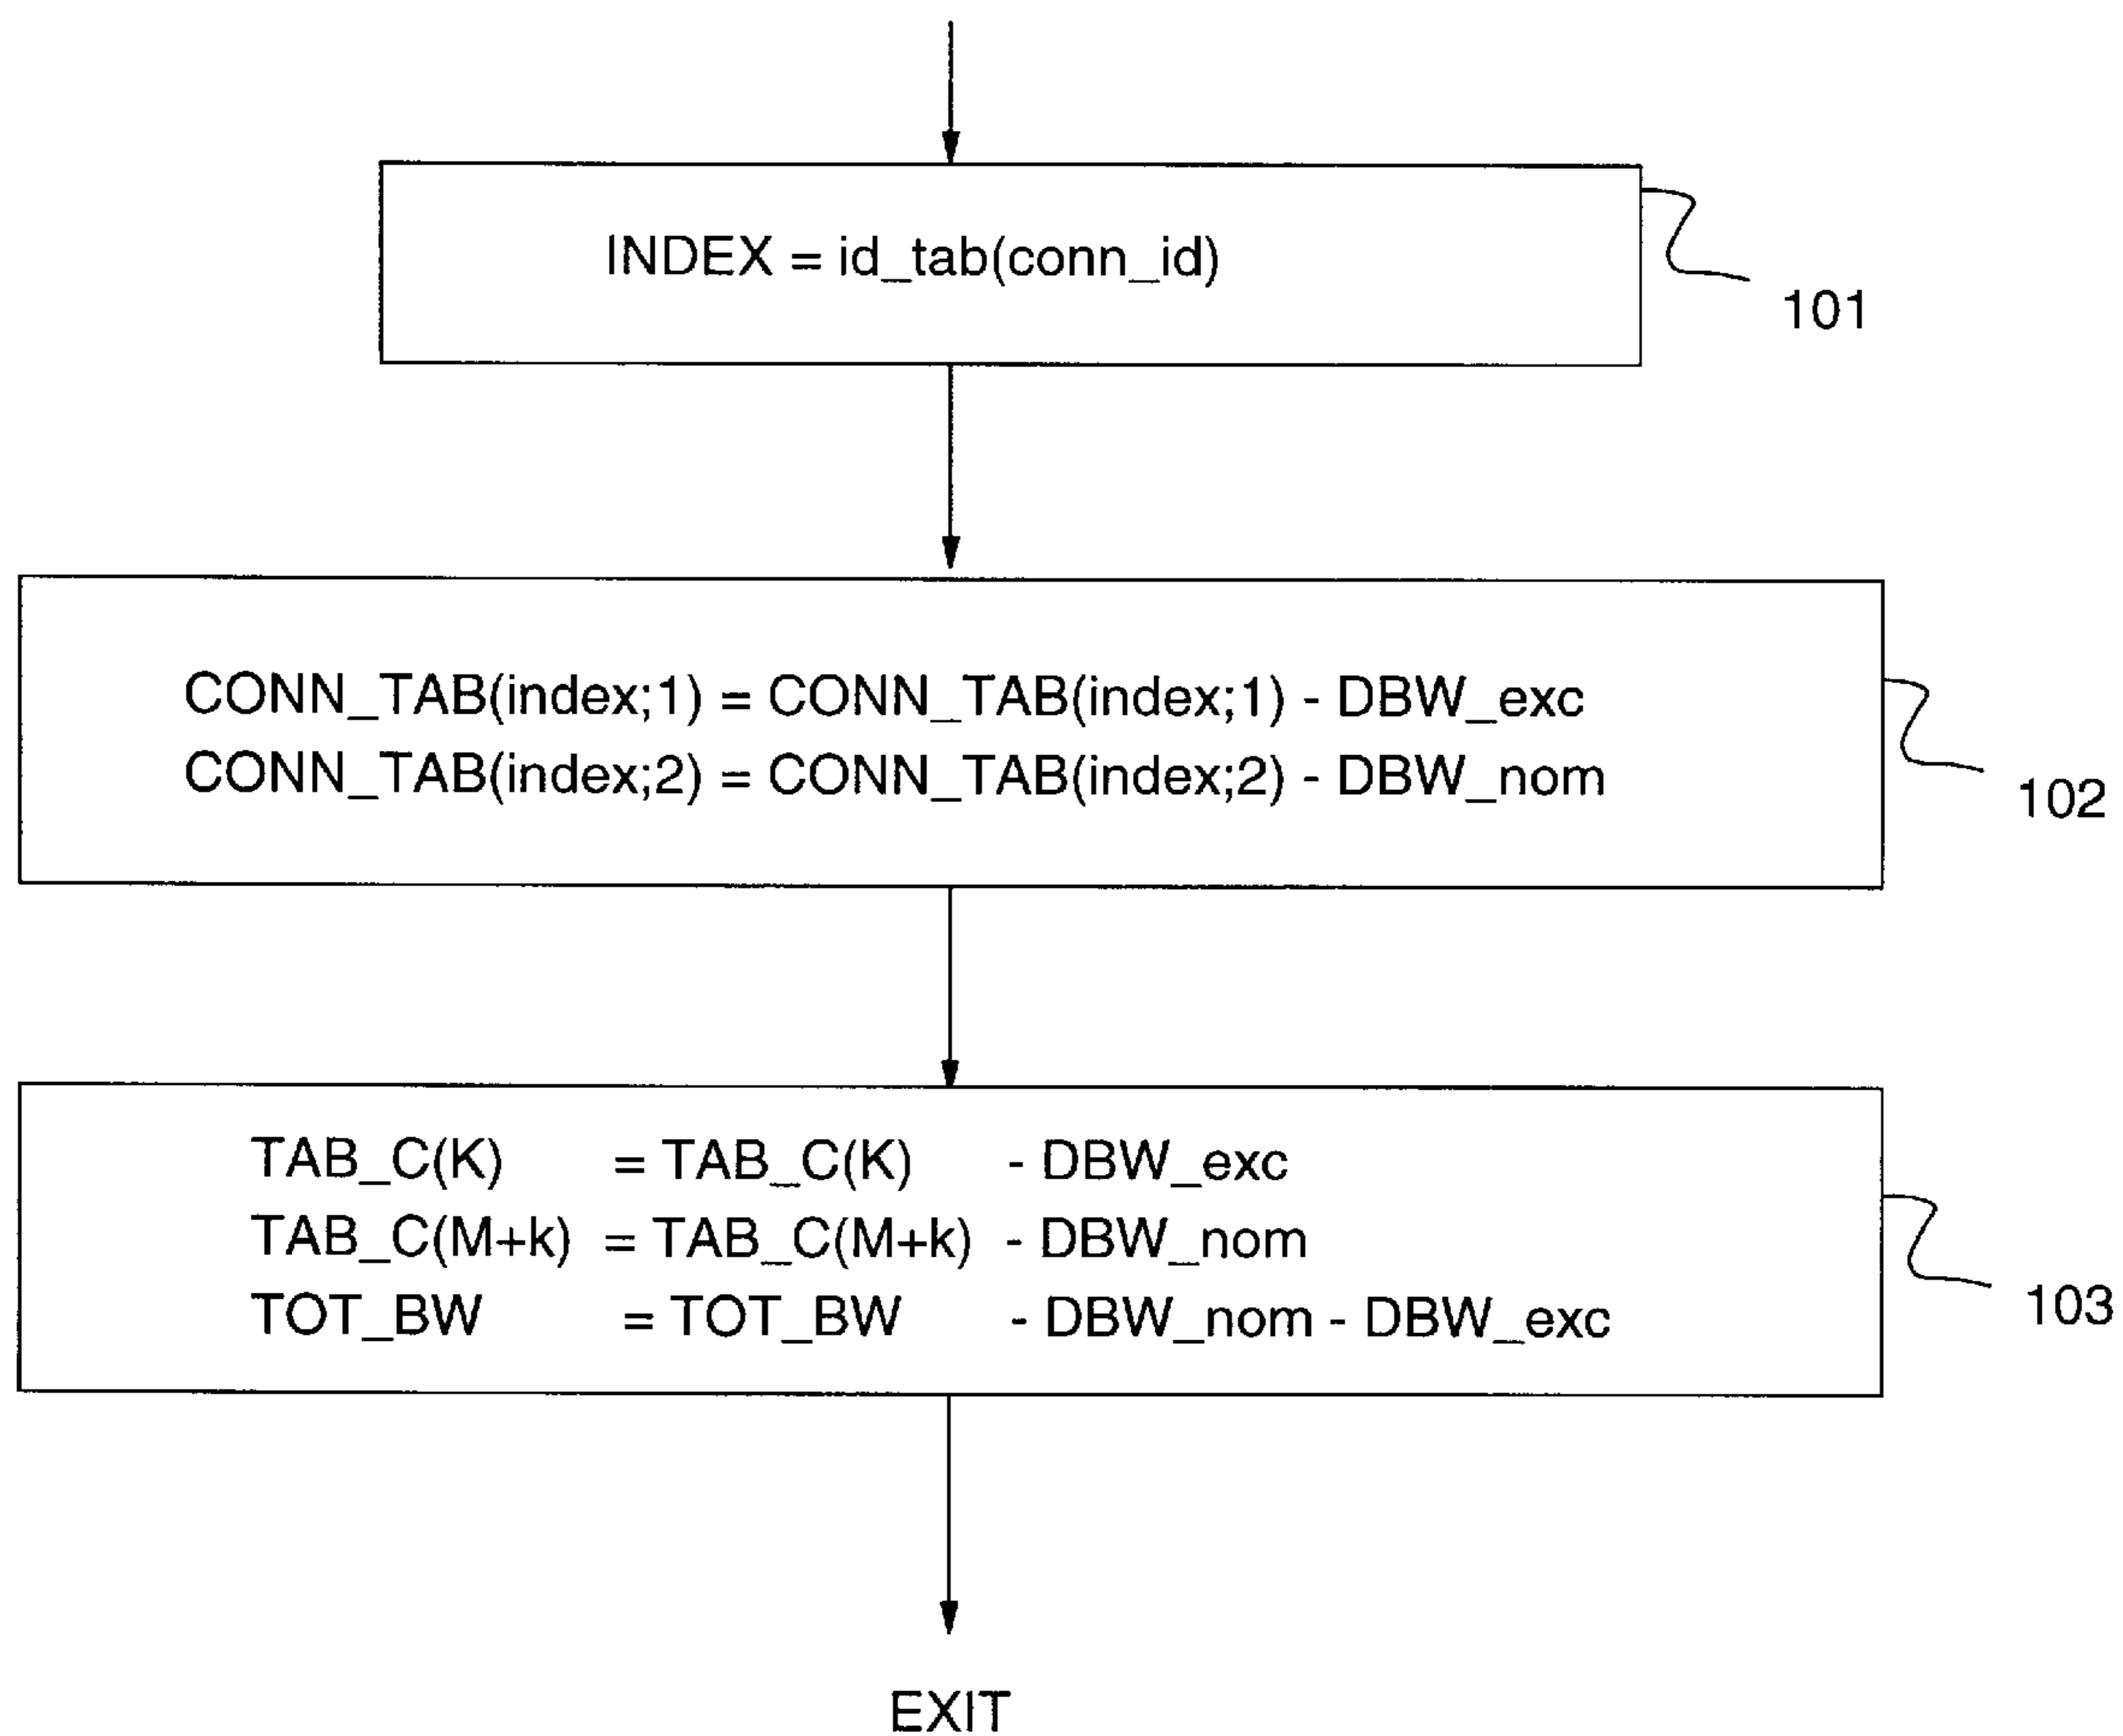 INDEX = id_tab(conn_id)
101
CONN_TAB(index;1) = CONN_TAB(index;1) - DBW_exc
CONN_TAB(index;2) = CONN_TAB(index;2) - DBW_nom
102
TAB_C(K) = TAB_C(K) - DBW_exc
TAB_C(M+k) = TAB_C(M+k) - DBW_nom
TOT_BW = TOT_BW - DBW_nom - DBW_exc
103
EXIT